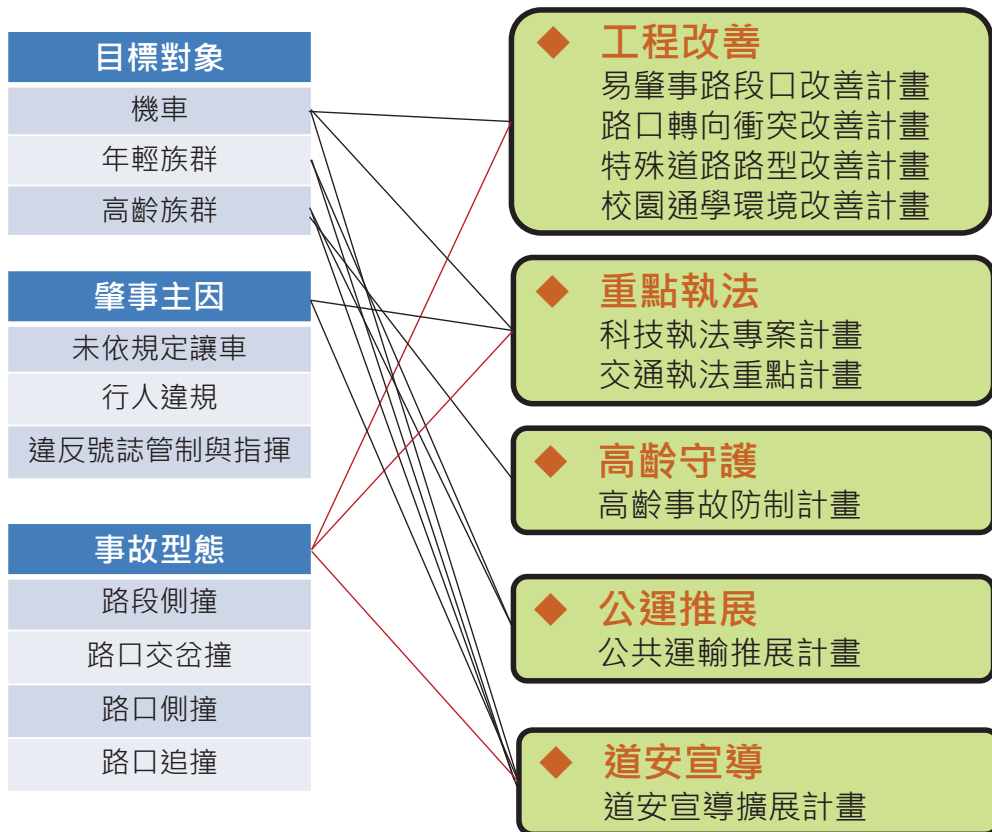 目標對象
機車
年輕族群
高齡族群
肇事主因
未依規定讓車
行人違規
違反號誌管制與指揮
事故型態
路段側撞
路口交岔撞
路口側撞
路口追撞
◆ 工程改善
易肇事路段口改善計畫
路口轉向衝突改善計畫
特殊道路路型改善計畫
校園通學環境改善計畫
◆ 重點執法
科技執法專案計畫
交通執法重點計畫
◆ 高齡守護
高齡事故防制計畫
◆ 公運推展
公共運輸推展計畫
◆ 道安宣導
道安宣導擴展計畫